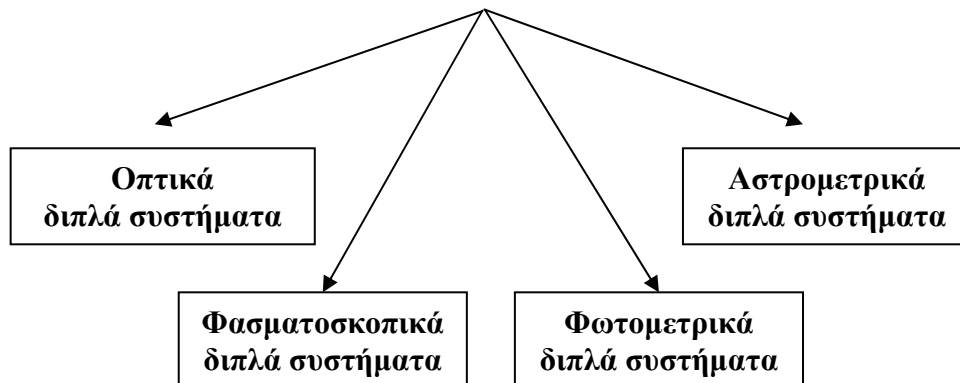 Οπτικά
διπλά συστήματα
Αστρομετρικά
διπλά συστήματα
Φασματοσκοπικά
διπλά συστήματα
Φωτομετρικά
διπλά συστήματα